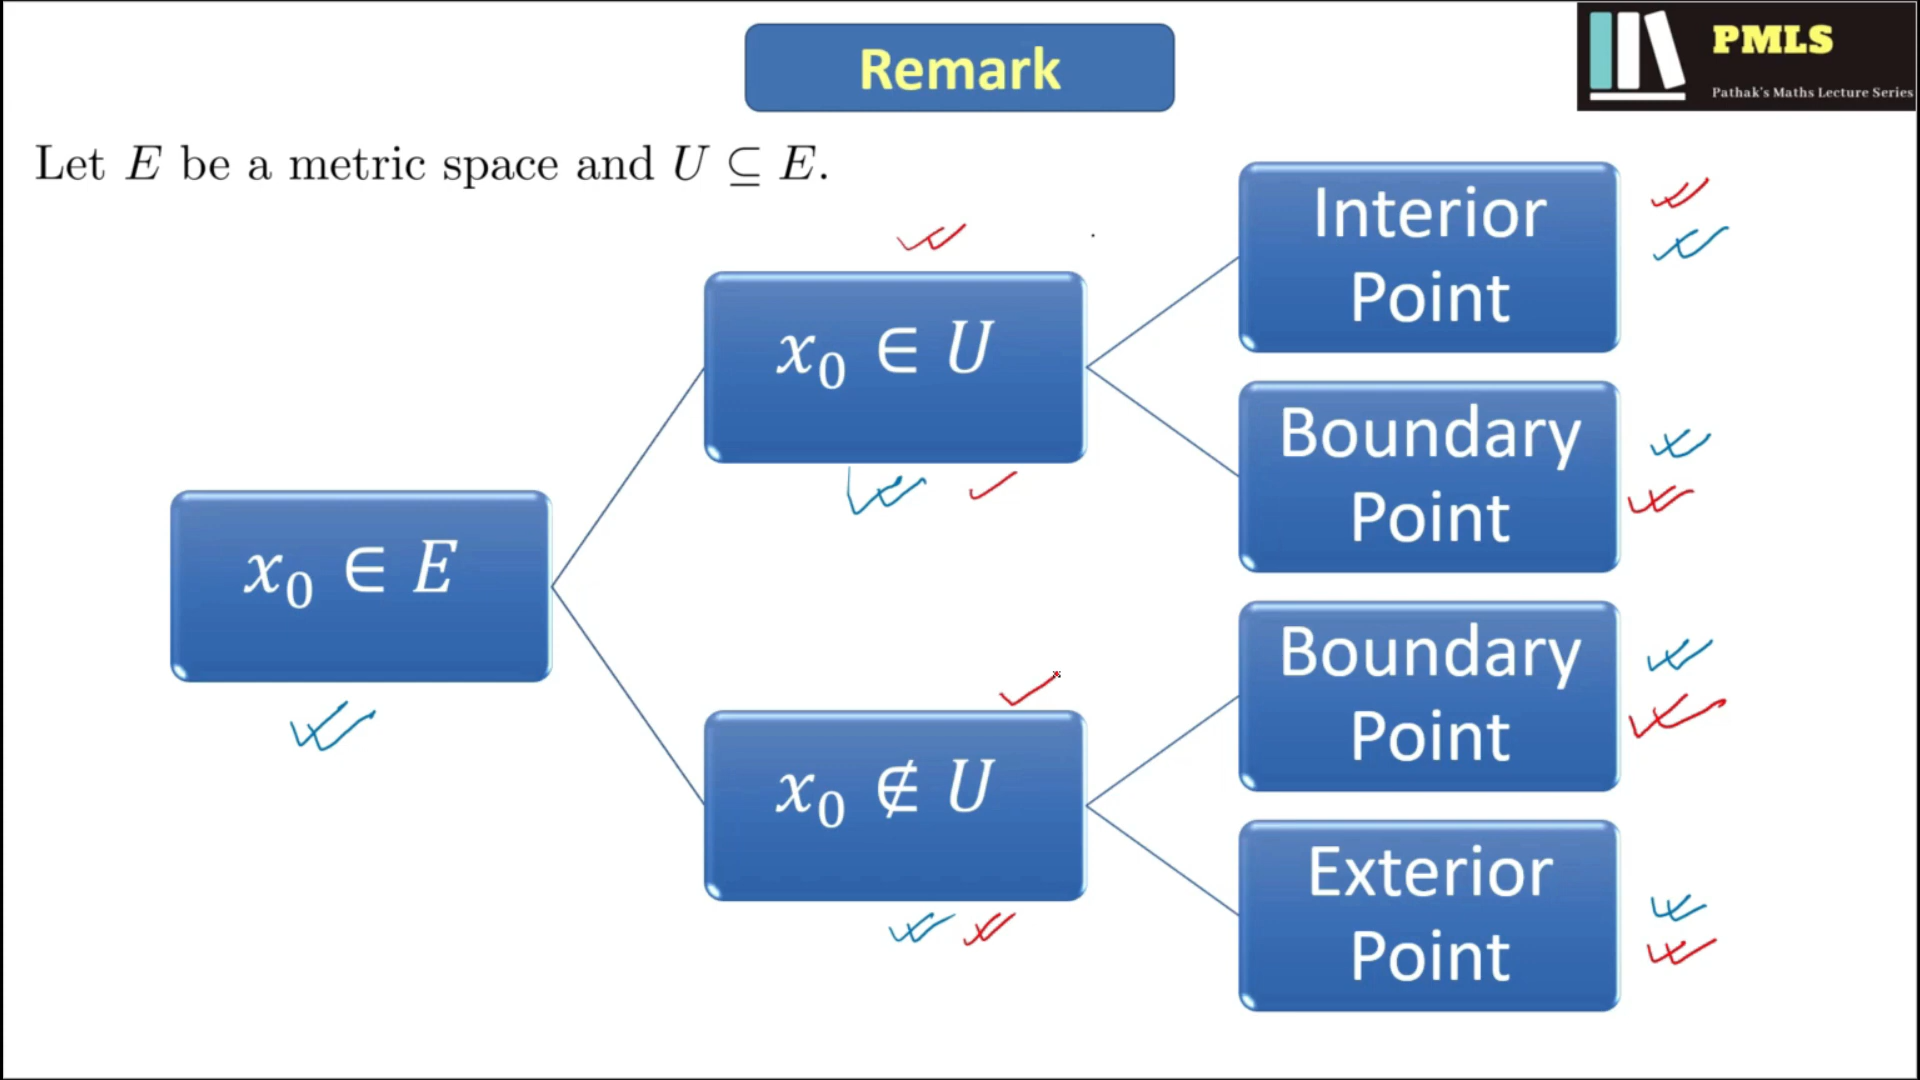 Remark
PMLS
Pathak's Maths Lecture Series
Let E be a metric space and U ⊆ E.
x₀ ∈ E
x₀ ∈ U
Interior
Point
Boundary
Point
x₀ ∉ U
Boundary
Point
Exterior
Point